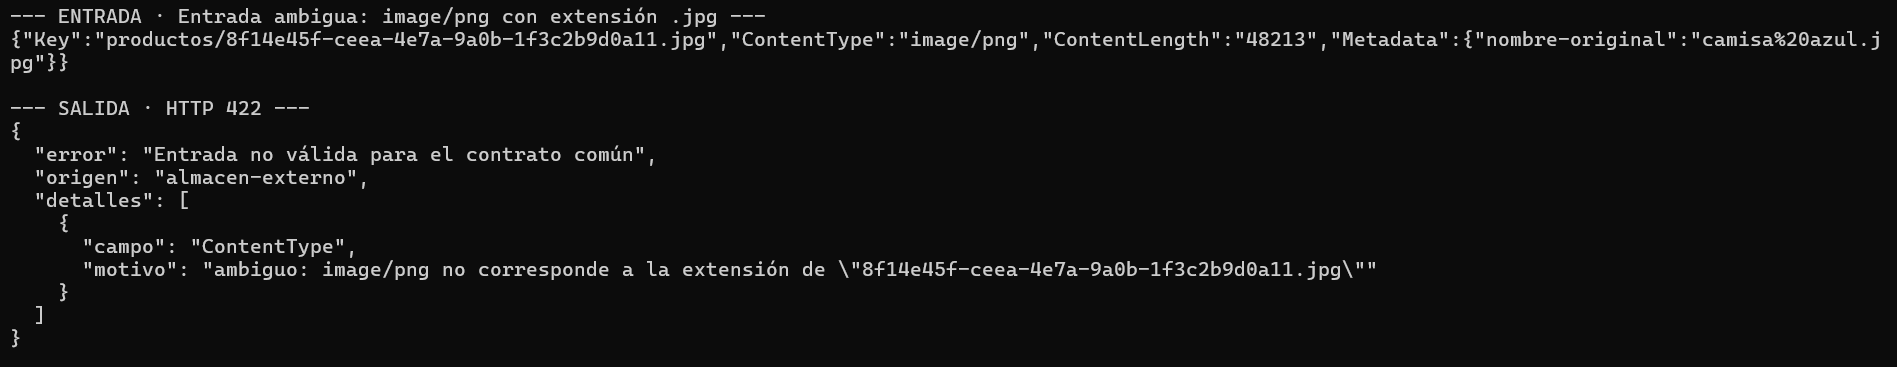 --- ENTRADA · Entrada ambigua: image/png con extensión .jpg ---
{"Key":"productos/8f14e45f-ceea-4e7a-9a0b-1f3c2b9d0a11.jpg","ContentType":"image/png","ContentLength":"48213","Metadata":{"nombre-original":"camisa%20azul.j
pg"}}

--- SALIDA · HTTP 422 ---
{
  "error": "Entrada no válida para el contrato común",
  "origen": "almacen-externo",
  "detalles": [
    {
      "campo": "ContentType",
      "motivo": "ambiguo: image/png no corresponde a la extensión de \"8f14e45f-ceea-4e7a-9a0b-1f3c2b9d0a11.jpg\""
    }
  ]
}